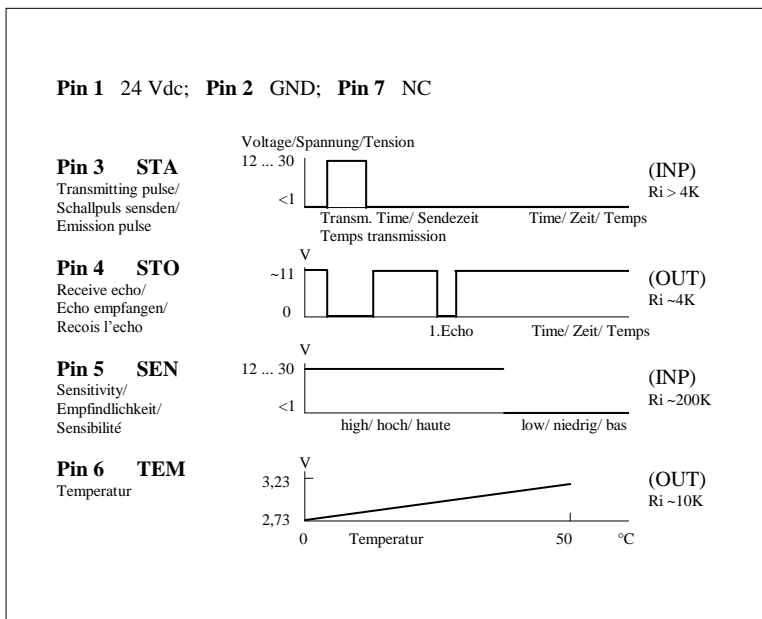 Pin 1 24 Vdc; Pin 2 GND; Pin 7 NC
Voltage/Spannung/Tension
Pin 3 STA
Transmitting pulse/
Schallpuls sensden/
Emission pulse
12 ... 30
<1
Transm. Time/ Sendezeit
Temps transmission
Time/ Zeit/ Temps
(INP)
Ri > 4K
Pin 4 STO
Receive echo/
Echo empfangen/
Recois l'echo
V
~11
0
1.Echo
Time/ Zeit/ Temps
(OUT)
Ri ~4K
Pin 5 SEN
Sensitivity/
Empfindlichkeit/
Sensibilité
V
12 ... 30
<1
high/ hoch/ haute
low/ niedrig/ bas
(INP)
Ri ~200K
Pin 6 TEM
Temperatur
V
3,23
2,73
0
Temperatur
50
°C
(OUT)
Ri ~10K